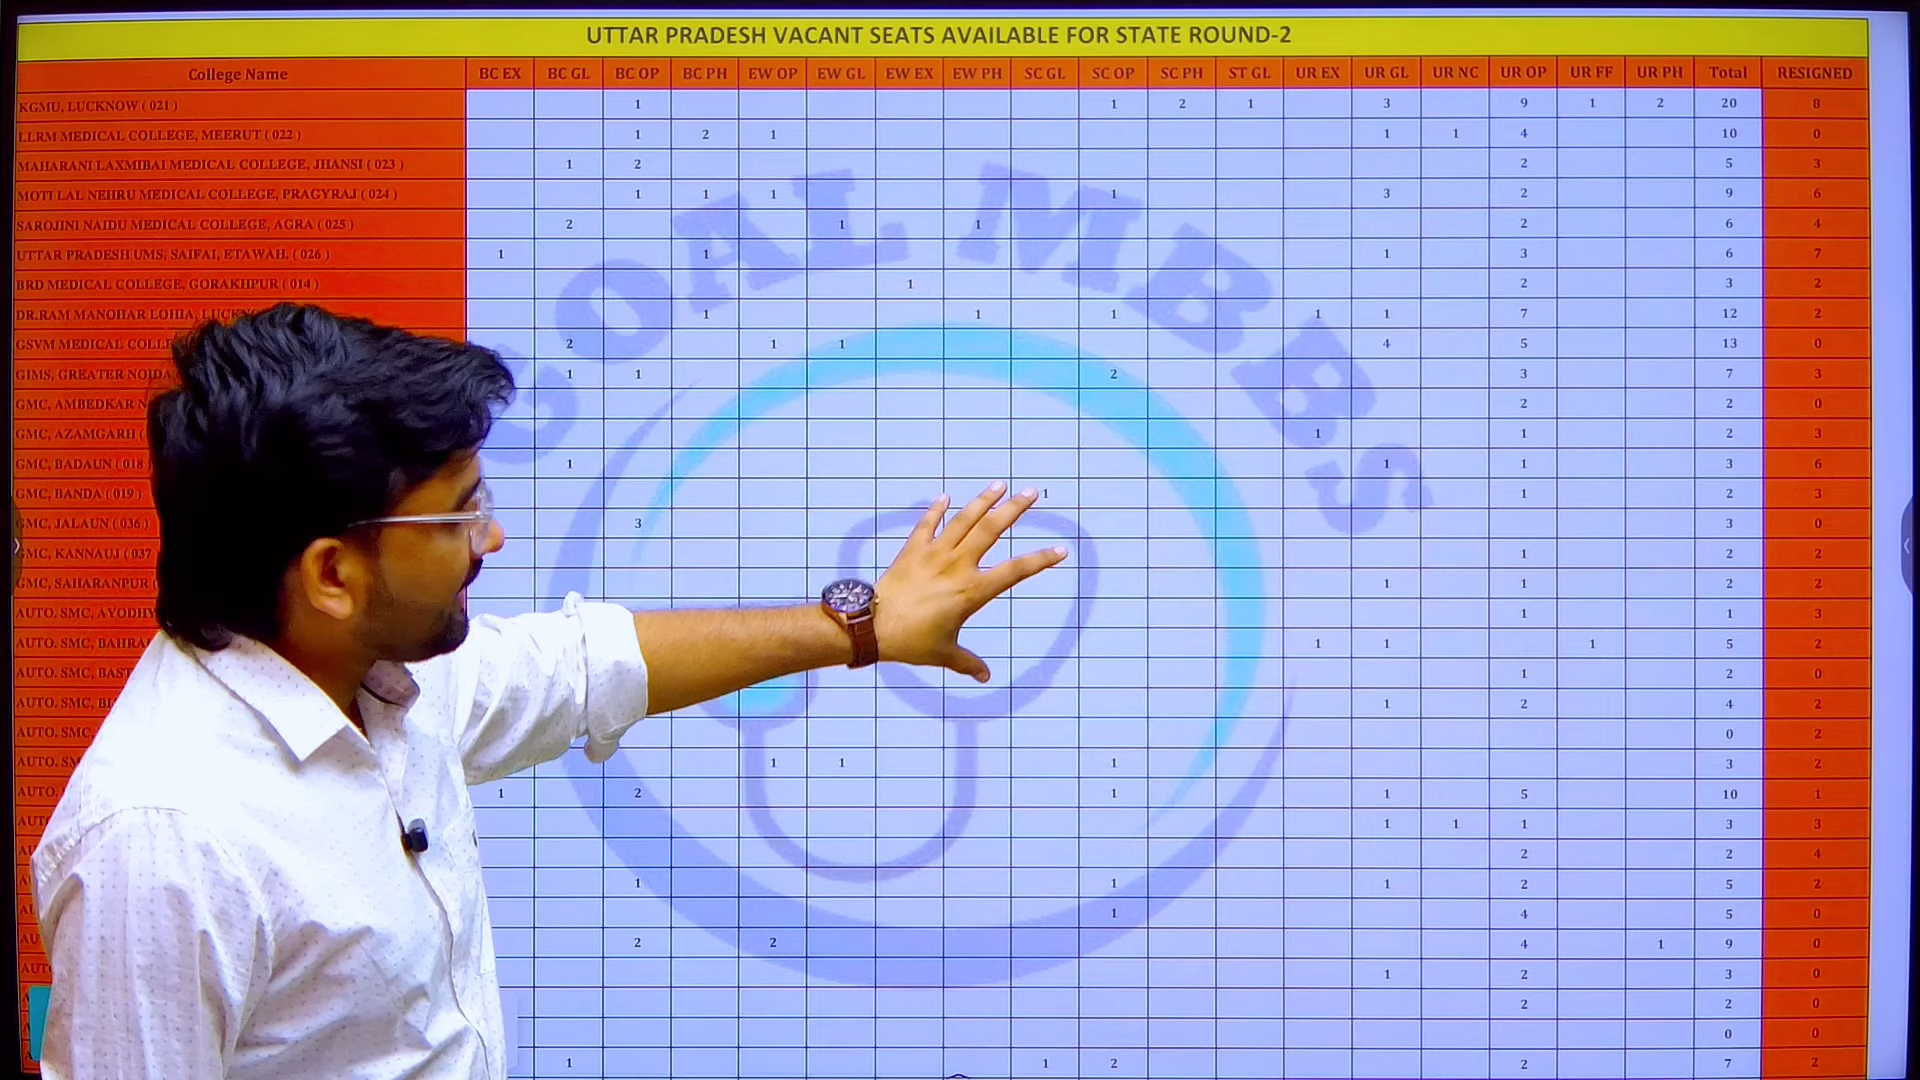 UTTAR PRADESH VACANT SEATS AVAILABLE FOR STATE ROUND-2
College Name BC EX BC GL BC OP BC PH EW OP EW GL EW EX EW PH SC GL SC OP SC PH ST GL UR EX UR GL UR NC UR OP UR FF UR PH Total RESIGNED
KGMU, LUCKNOW ( 021 ) 1 1 2 1 3 9 1 2 20 8
LLRM MEDICAL COLLEGE, MEERUT ( 022 ) 1 2 1 1 1 4 10 0
MAHARANI LAXMIBAI MEDICAL COLLEGE, JHANSI ( 023 ) 1 2 2 5 3
MOTI LAL NEHRU MEDICAL COLLEGE, PRAGYRAJ ( 024 ) 1 1 1 1 3 2 9 6
SAROJINI NAIDU MEDICAL COLLEGE, AGRA ( 025 ) 2 1 1 2 6 4
UTTAR PRADESH UMS, SAIFAI, ETAWAH. ( 026 ) 1 1 1 3 6 7
BRD MEDICAL COLLEGE, GORAKHPUR ( 014 ) 1 2 3 2
DR.RAM MANOHAR LOHIA, 1 1 1 1 1 7 12 2
GSVM MEDICAL 2 1 1 4 5 13 0
GIMS, GREATER NOIDA 1 1 2 3 7 3
GMC, AMBEDKAR 2 2 0
GMC, AZAMGARH ( 1 1 2 3
GMC, BADAUN ( 018 1 1 1 3 6
GMC, BANDA ( 019 ) 1 1 2 3
GMC, JALAUN ( 036 ) 3 3 0
GMC, KANNAUJ ( 037 1 2 2
GMC, SAHARANPUR ( 1 1 2 2
AUTO. SMC, 1 1 3
AUTO. SMC, 1 1 1 5 2
AUTO. SMC, 1 2 0
AUTO. SMC, 1 2 4 2
AUTO. SMC, 0 2
AUTO. 1 1 1 3 2
AUTO. 1 2 1 1 5 10 1
1 1 1 3 3
2 2 4
1 1 1 2 5 2
1 4 5 0
2 2 4 1 9 0
1 2 3 0
2 2 0
0 0
1 1 2 2 7 2
GOAL MBBS